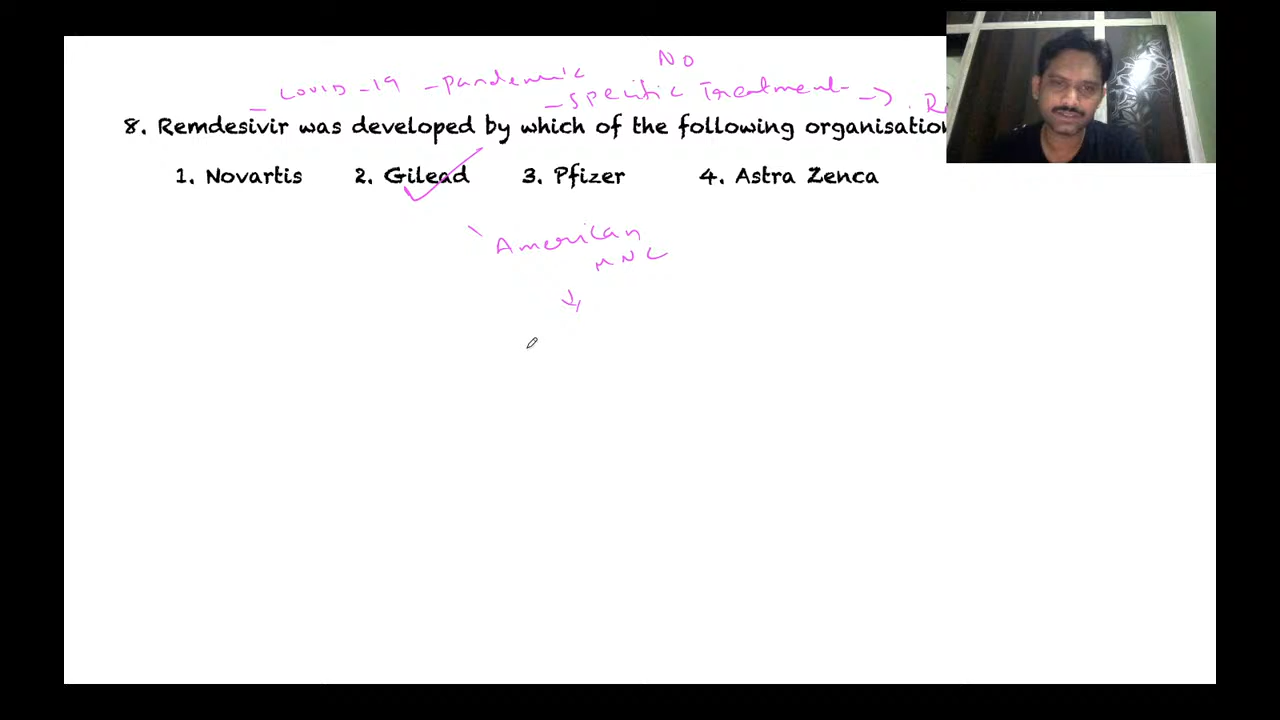 NO
- COVID -19 - pandemic - specific Treatment ->
8. Remdesivir was developed by which of the following organisation
1. Novartis 2. Gilead 3. Pfizer 4. Astra Zenca
American
MNC